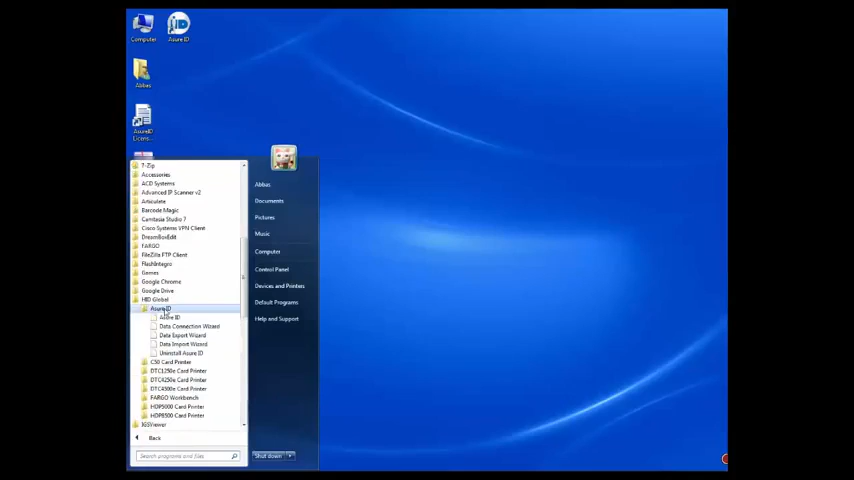 Computer
Asure ID
Abbas
AsureID
Licens...
7-Zip
Accessories
ACD Systems
Advanced IP Scanner v2
Articulate
Barcode Magic
Camtasia Studio 7
Cisco Systems VPN Client
DreamBoxEdit
FARGO
FileZilla FTP Client
FlashIntegro
Games
Google Chrome
Google Drive
HID Global
Asure ID
Asure ID
Data Connection Wizard
Data Export Wizard
Data Import Wizard
Uninstall Asure ID
C50 Card Printer
DTC1250e Card Printer
DTC4250e Card Printer
DTC4500e Card Printer
FARGO Workbench
HDP5000 Card Printer
HDP8500 Card Printer
IGSViewer
Back
Search programs and files
Abbas
Documents
Pictures
Music
Computer
Control Panel
Devices and Printers
Default Programs
Help and Support
Shut down